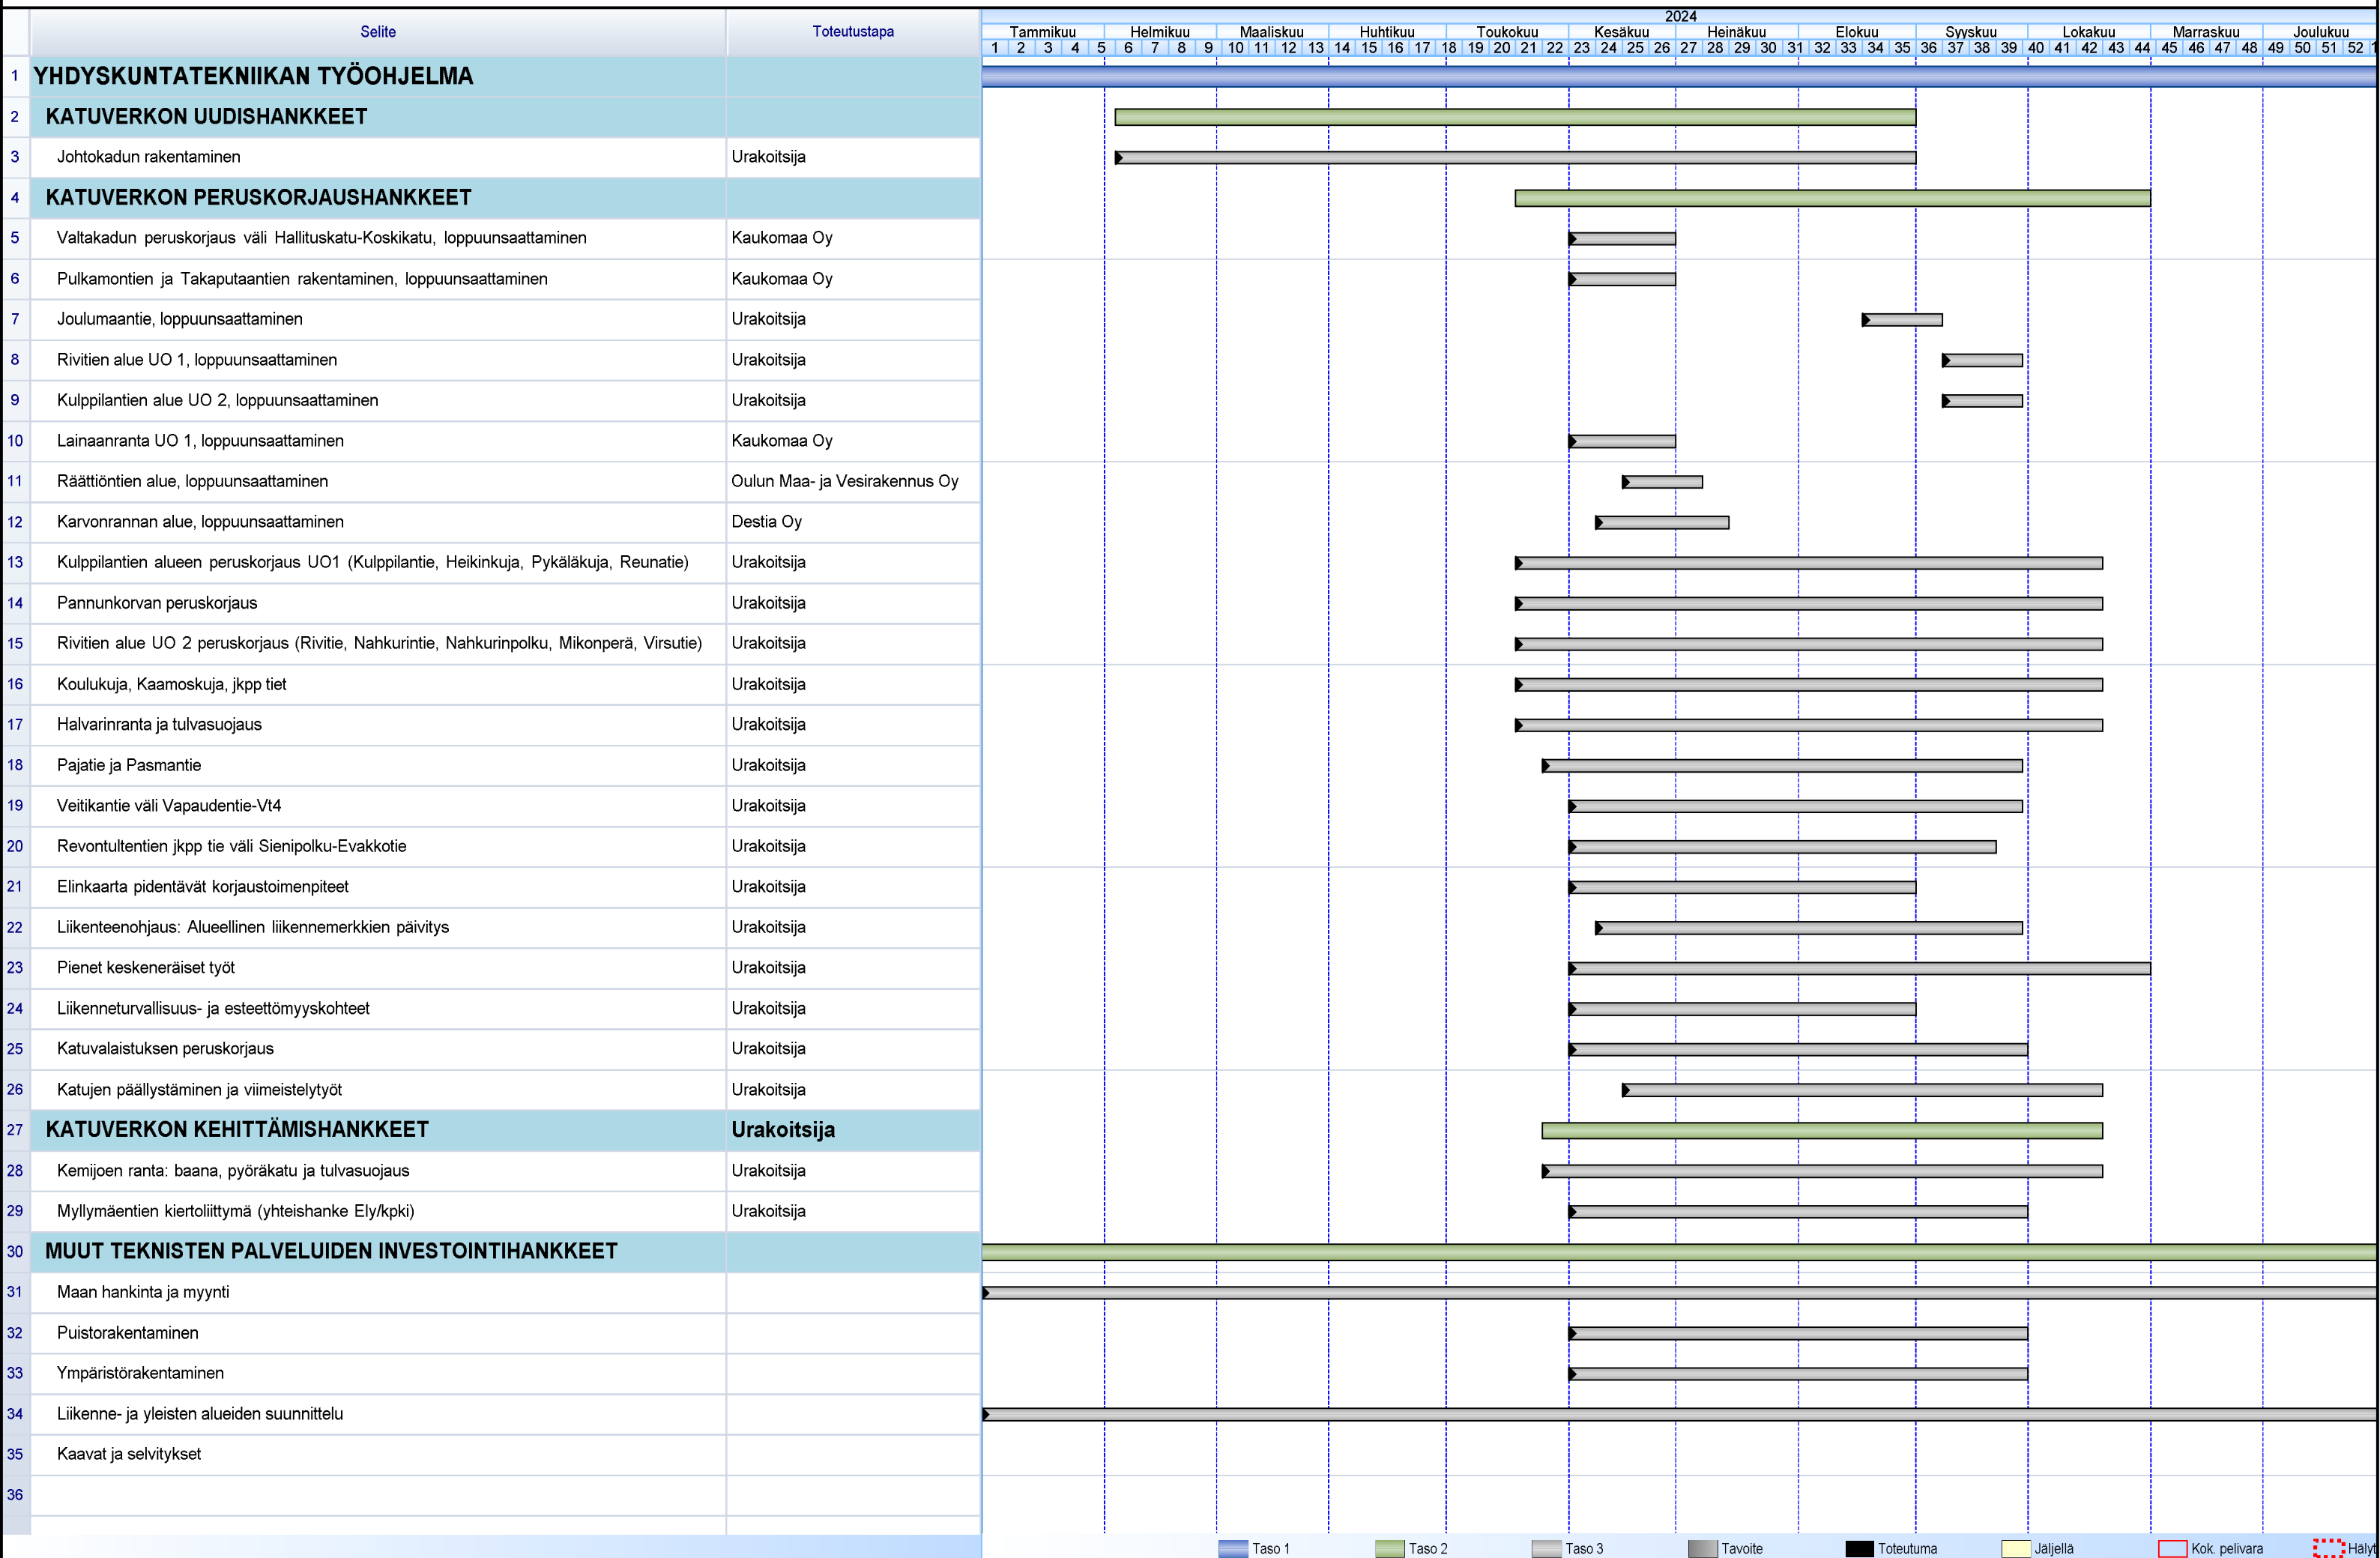 2024
Selite Toteutustapa Tammikuu Helmikuu Maaliskuu Huhtikuu Toukokuu Kesäkuu Heinäkuu Elokuu Syyskuu Lokakuu Marraskuu Joulukuu
1 2 3 4 5 6 7 8 9 10 11 12 13 14 15 16 17 18 19 20 21 22 23 24 25 26 27 28 29 30 31 32 33 34 35 36 37 38 39 40 41 42 43 44 45 46 47 48 49 50 51 52 1
1 YHDYSKUNTATEKNIIKAN TYÖOHJELMA
2 KATUVERKON UUDISHANKKEET
3 Johtokadun rakentaminen Urakoitsija
4 KATUVERKON PERUSKORJAUSHANKKEET
5 Valtakadun peruskorjaus väli Hallituskatu-Koskikatu, loppuunsaattaminen Kaukomaa Oy
6 Pulkamontien ja Takaputaantien rakentaminen, loppuunsaattaminen Kaukomaa Oy
7 Joulumaantie, loppuunsaattaminen Urakoitsija
8 Rivitien alue UO 1, loppuunsaattaminen Urakoitsija
9 Kulppilantien alue UO 2, loppuunsaattaminen Urakoitsija
10 Lainaanranta UO 1, loppuunsaattaminen Kaukomaa Oy
11 Räättiöntien alue, loppuunsaattaminen Oulun Maa- ja Vesirakennus Oy
12 Karvonrannan alue, loppuunsaattaminen Destia Oy
13 Kulppilantien alueen peruskorjaus UO1 (Kulppilantie, Heikinkuja, Pykäläkuja, Reunatie) Urakoitsija
14 Pannunkorvan peruskorjaus Urakoitsija
15 Rivitien alue UO 2 peruskorjaus (Rivitie, Nahkurintie, Nahkurinpolku, Mikonperä, Virsutie) Urakoitsija
16 Koulukuja, Kaamoskuja, jkpp tiet Urakoitsija
17 Halvarinranta ja tulvasuojaus Urakoitsija
18 Pajatie ja Pasmantie Urakoitsija
19 Veitikantie väli Vapaudentie-Vt4 Urakoitsija
20 Revontultentien jkpp tie väli Sienipolku-Evakkotie Urakoitsija
21 Elinkaarta pidentävät korjaustoimenpiteet Urakoitsija
22 Liikenteenohjaus: Alueellinen liikennemerkkien päivitys Urakoitsija
23 Pienet keskeneräiset työt Urakoitsija
24 Liikenneturvallisuus- ja esteettömyyskohteet Urakoitsija
25 Katuvalaistuksen peruskorjaus Urakoitsija
26 Katujen päällystäminen ja viimeistelytyöt Urakoitsija
27 KATUVERKON KEHITTÄMISHANKKEET Urakoitsija
28 Kemijoen ranta: baana, pyöräkatu ja tulvasuojaus Urakoitsija
29 Myllymäentien kiertoliittymä (yhteishanke Ely/kpki) Urakoitsija
30 MUUT TEKNISTEN PALVELUIDEN INVESTOINTIHANKKEET
31 Maan hankinta ja myynti
32 Puistorakentaminen
33 Ympäristörakentaminen
34 Liikenne- ja yleisten alueiden suunnittelu
35 Kaavat ja selvitykset
36
Taso 1 Taso 2 Taso 3 Tavoite Toteutuma Jäljellä Kok. pelivara